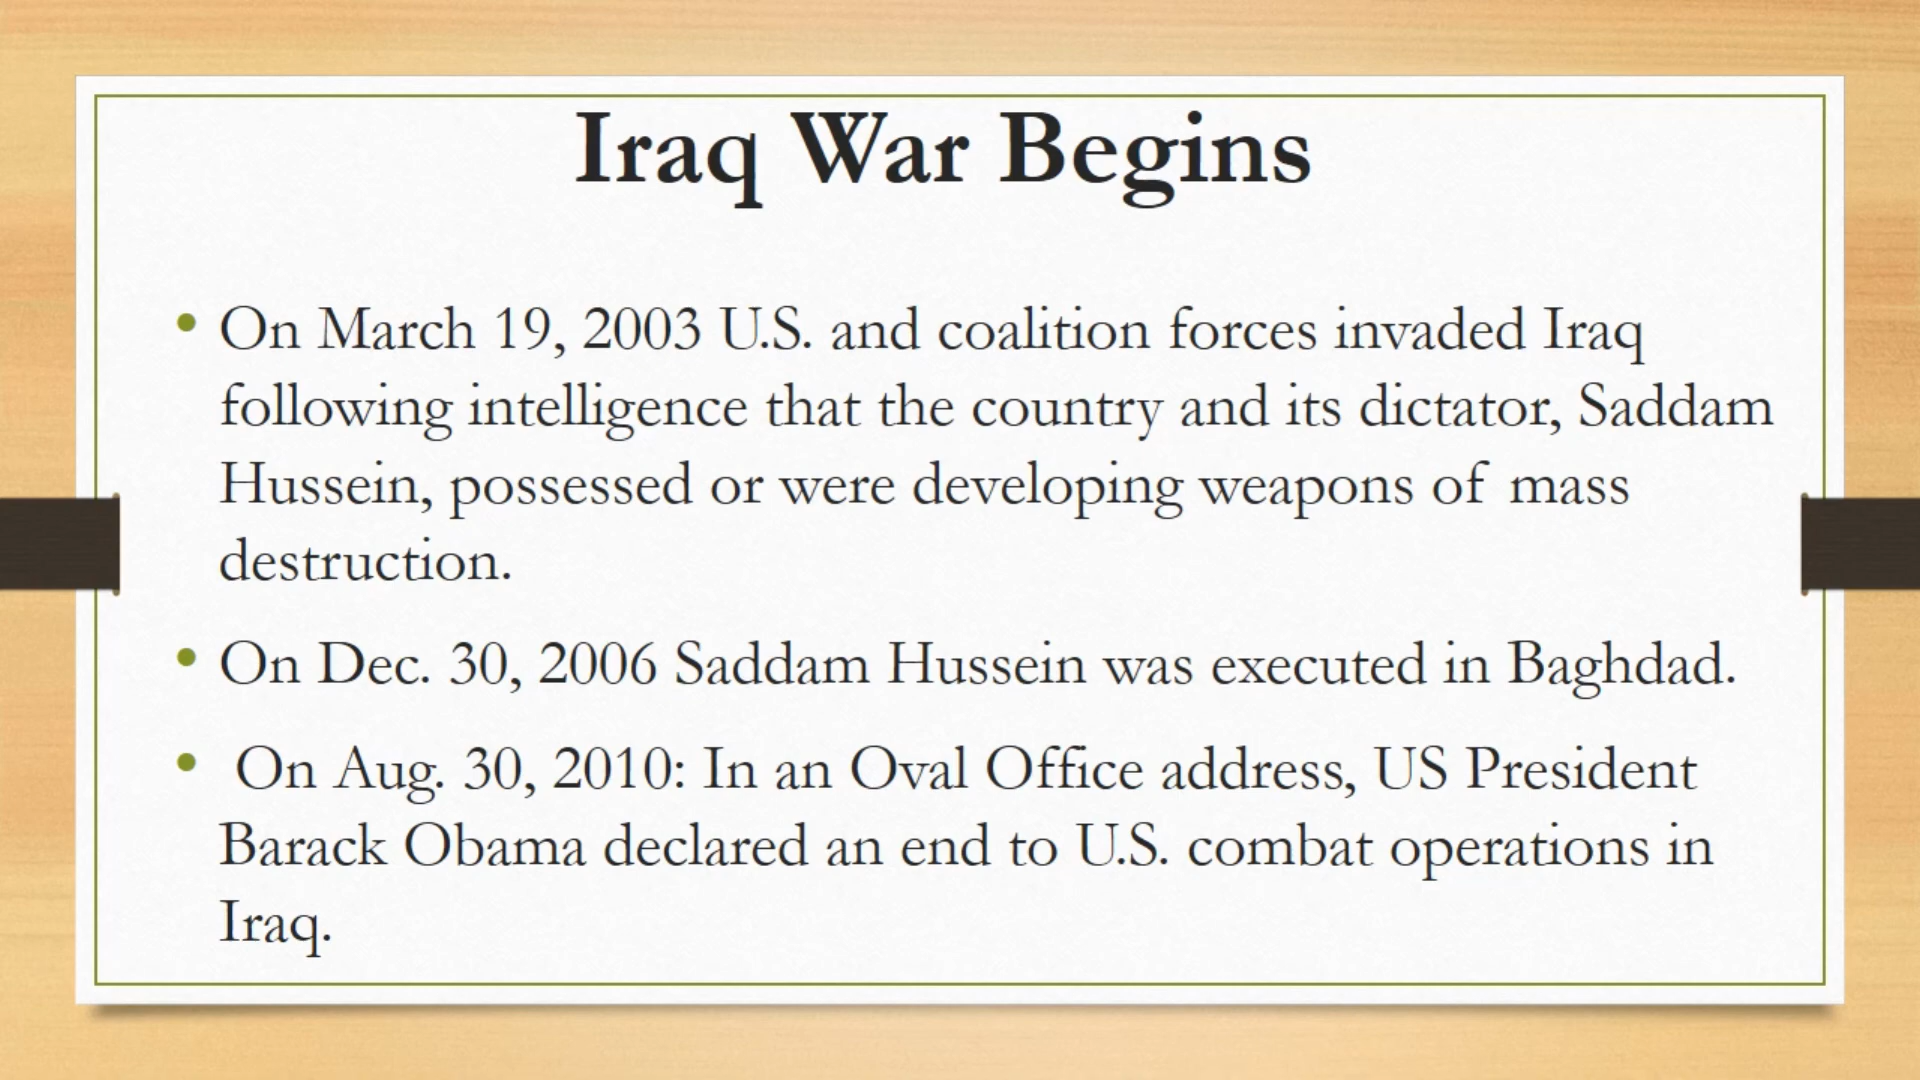 Iraq War Begins
• On March 19, 2003 U.S. and coalition forces invaded Iraq
following intelligence that the country and its dictator, Saddam
Hussein, possessed or were developing weapons of mass
destruction.
• On Dec. 30, 2006 Saddam Hussein was executed in Baghdad.
• On Aug. 30, 2010: In an Oval Office address, US President
Barack Obama declared an end to U.S. combat operations in
Iraq.